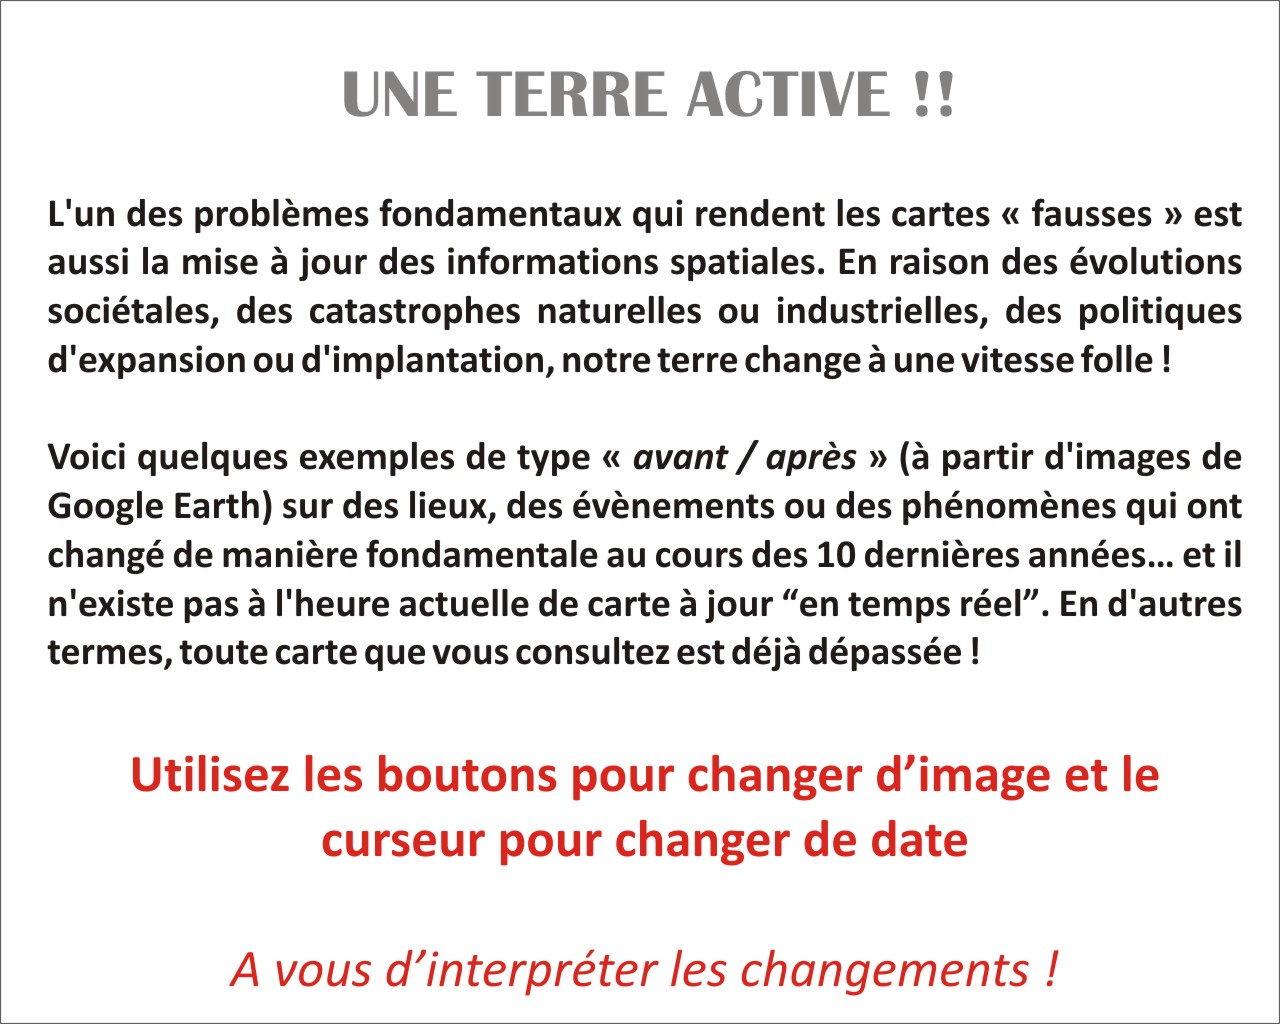 UNE TERRE ACTIVE !!
L'un des problèmes fondamentaux qui rendent les cartes « fausses » est
aussi la mise à jour des informations spatiales. En raison des évolutions
sociétales, des catastrophes naturelles ou industrielles, des politiques
d'expansion ou d'implantation, notre terre change à une vitesse folle !
Voici quelques exemples de type « avant / après » (à partir d'images de
Google Earth) sur des lieux, des évènements ou des phénomènes qui ont
changé de manière fondamentale au cours des 10 dernières années... et il
n'existe pas à l'heure actuelle de carte à jour “en temps réel”. En d'autres
termes, toute carte que vous consultez est déjà dépassée !
Utilisez les boutons pour changer d’image et le
curseur pour changer de date
A vous d’interpréter les changements !